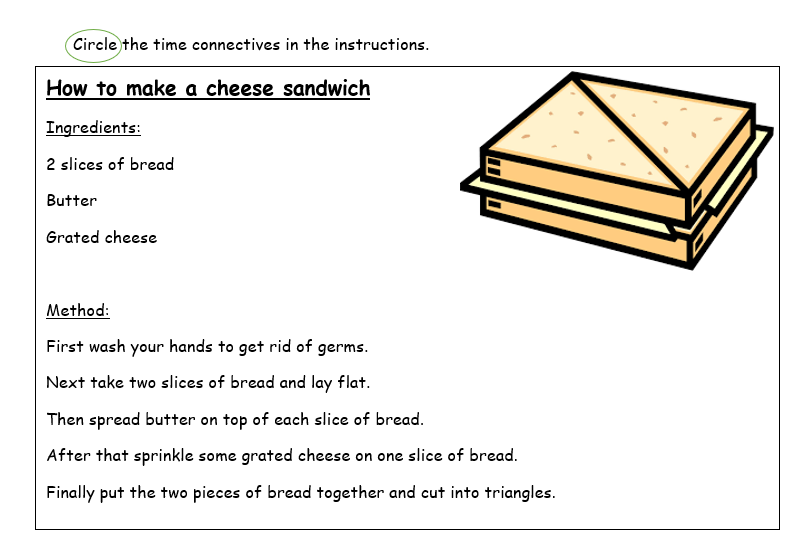 Circle the time connectives in the instructions.
How to make a cheese sandwich
Ingredients:
2 slices of bread
Butter
Grated cheese
Method:
First wash your hands to get rid of germs.
Next take two slices of bread and lay flat.
Then spread butter on top of each slice of bread.
After that sprinkle some grated cheese on one slice of bread.
Finally put the two pieces of bread together and cut into triangles.